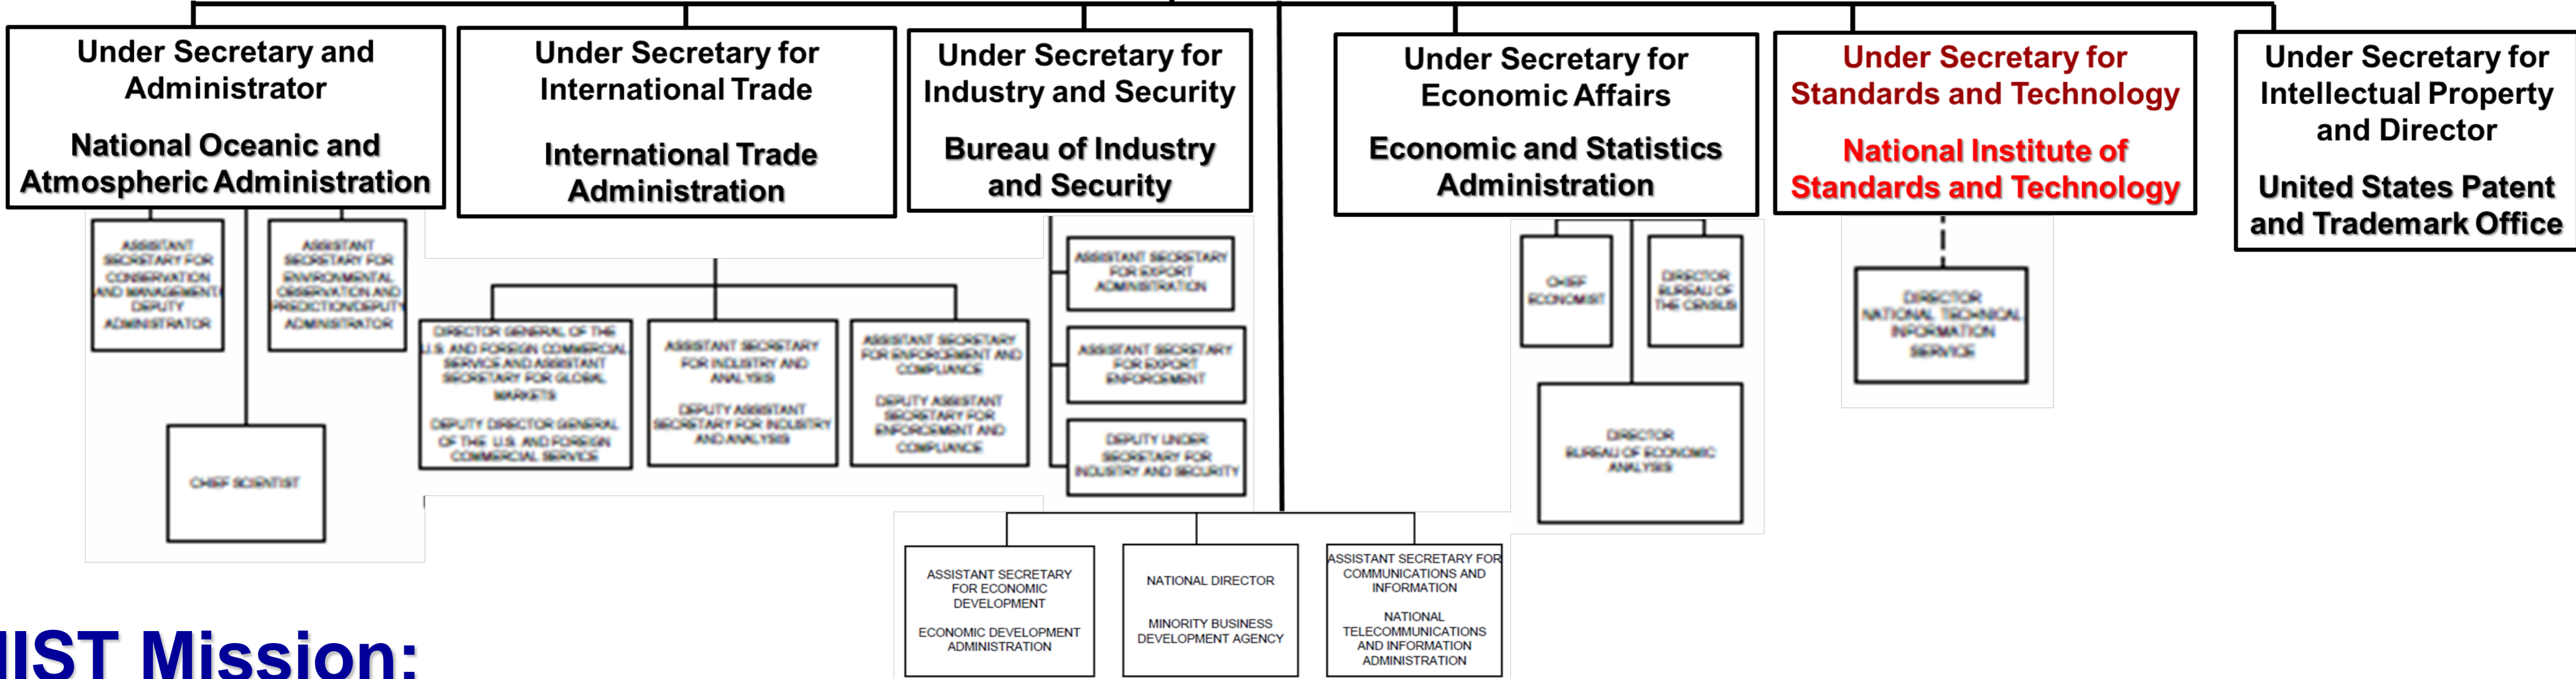 Under Secretary and
Administrator
National Oceanic and
Atmospheric Administration
Under Secretary for
International Trade
International Trade
Administration
Under Secretary for
Industry and Security
Bureau of Industry
and Security
Under Secretary for
Economic Affairs
Economic and Statistics
Administration
Under Secretary for
Standards and Technology
National Institute of
Standards and Technology
Under Secretary for
Intellectual Property
and Director
United States Patent
and Trademark Office
ASSISTANT
SECRETARY FOR
CONSERVATION
AND MANAGEMENT/
DEPUTY
ADMINISTRATOR
ASSISTANT
SECRETARY FOR
ENVIRONMENTAL
OBSERVATION AND
PREDICTION/DEPUTY
ADMINISTRATOR
CHIEF SCIENTIST
DIRECTOR GENERAL OF THE
U.S. AND FOREIGN COMMERCIAL
SERVICE AND ASSISTANT
SECRETARY FOR GLOBAL
MARKETS
DEPUTY DIRECTOR GENERAL
OF THE U.S. AND FOREIGN
COMMERCIAL SERVICE
ASSISTANT SECRETARY
FOR INDUSTRY AND
ANALYSIS
DEPUTY ASSISTANT
SECRETARY FOR INDUSTRY
AND ANALYSIS
ASSISTANT SECRETARY
FOR ENFORCEMENT AND
COMPLIANCE
DEPUTY ASSISTANT
SECRETARY FOR
ENFORCEMENT AND
COMPLIANCE
ASSISTANT SECRETARY
FOR EXPORT
ADMINISTRATION
ASSISTANT SECRETARY
FOR EXPORT
ENFORCEMENT
DEPUTY UNDER
SECRETARY FOR
INDUSTRY AND SECURITY
CHIEF
ECONOMIST
DIRECTOR
BUREAU OF
THE CENSUS
DIRECTOR
BUREAU OF ECONOMIC
ANALYSIS
DIRECTOR
NATIONAL TECHNICAL
INFORMATION
SERVICE
ASSISTANT SECRETARY
FOR ECONOMIC
DEVELOPMENT
ECONOMIC DEVELOPMENT
ADMINISTRATION
NATIONAL DIRECTOR
MINORITY BUSINESS
DEVELOPMENT AGENCY
ASSISTANT SECRETARY FOR
COMMUNICATIONS AND
INFORMATION
NATIONAL
TELECOMMUNICATIONS
AND INFORMATION
ADMINISTRATION
NIST Mission: